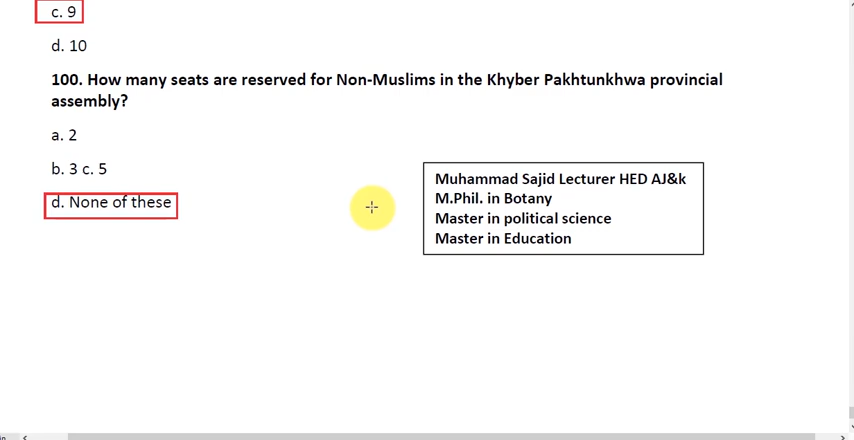 c. 9
d. 10
100. How many seats are reserved for Non-Muslims in the Khyber Pakhtunkhwa provincial
assembly?
a. 2
b. 3 c. 5
d. None of these
Muhammad Sajid Lecturer HED AJ&k
M.Phil. in Botany
Master in political science
Master in Education